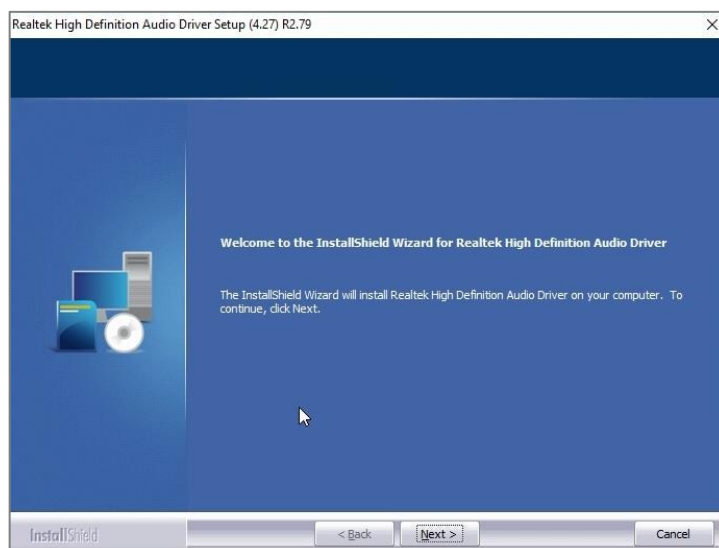 Realtek High Definition Audio Driver Setup (4.27) R2.79
Welcome to the InstallShield Wizard for Realtek High Definition Audio Driver
The InstallShield Wizard will install Realtek High Definition Audio Driver on your computer. To
continue, click Next.
InstallShield
< Back
Next >
Cancel